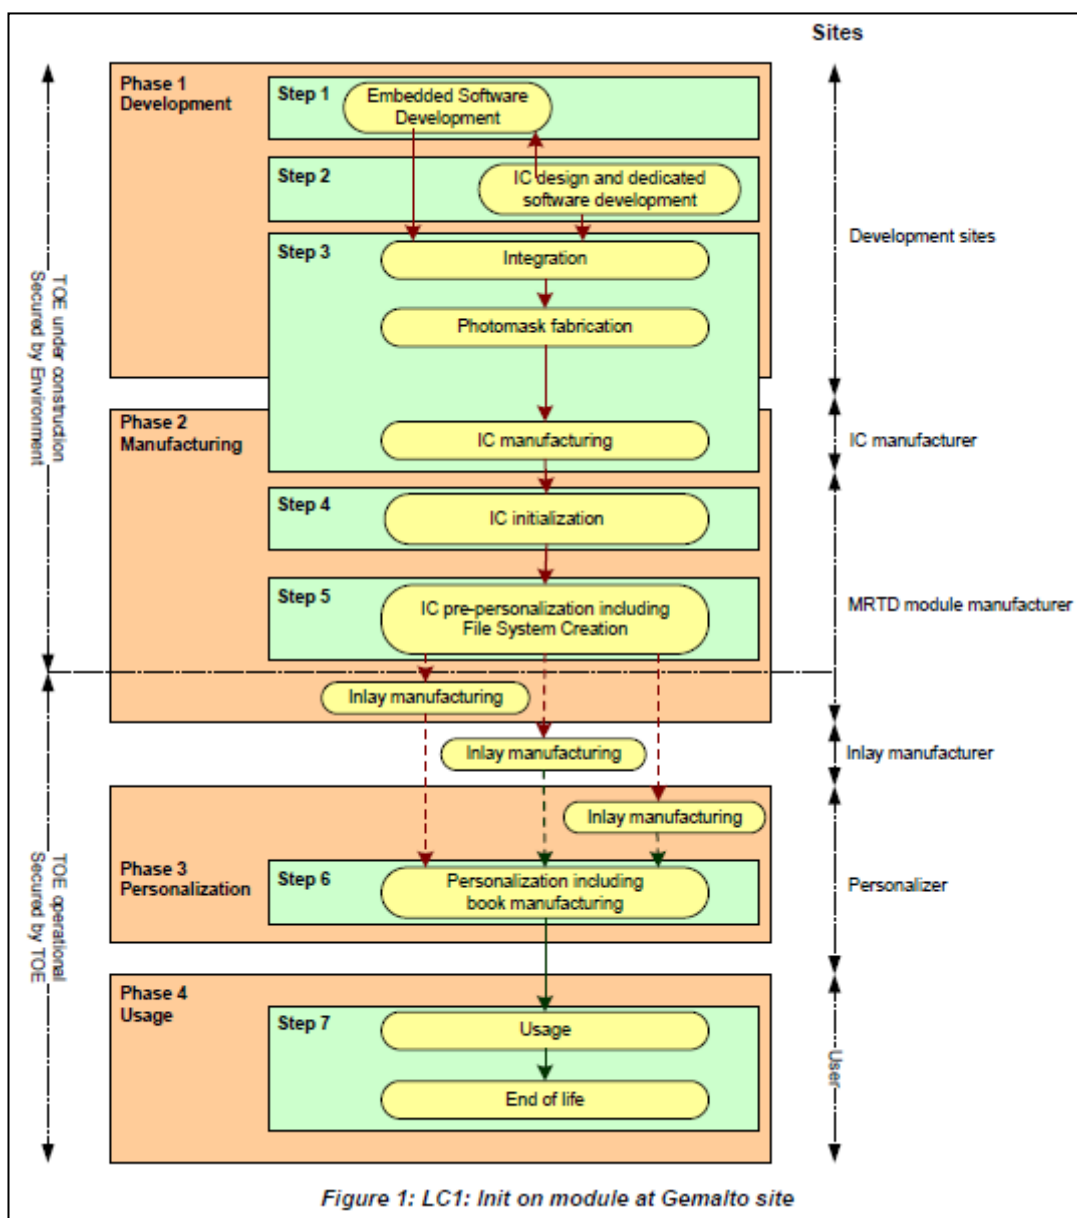 Sites
Phase 1
Development
Step 1
Embedded Software
Development
Step 2
IC design and dedicated
software development
Step 3
Integration
Development sites
Photomask fabrication
TOE under construction
Secured by Environment
Phase 2
Manufacturing
IC manufacturing
IC manufacturer
Step 4
IC initialization
Step 5
IC pre-personalization including
File System Creation
MRTD module manufacturer
Inlay manufacturing
Inlay manufacturing
Inlay manufacturer
Inlay manufacturing
Phase 3
Personalization
Step 6
Personalization including
book manufacturing
Personalizer
TOE operational
Secured by TOE
Phase 4
Usage
Step 7
Usage
End of life
User
Figure 1: LC1: Init on module at Gemalto site